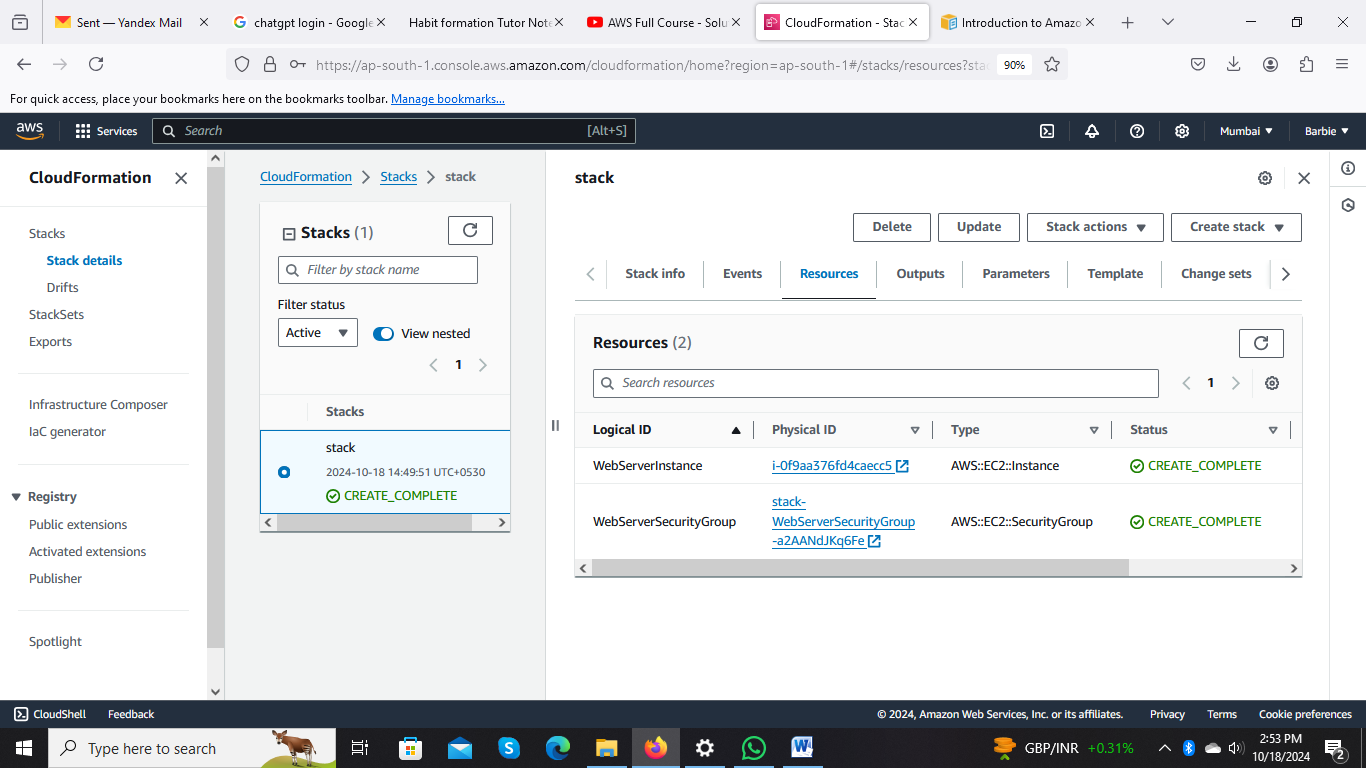 Sent — Yandex Mail
chatgpt login - Google
Habit formation Tutor Note
AWS Full Course - Solu
CloudFormation - Stac
Introduction to Amazo
https://ap-south-1.console.aws.amazon.com/cloudformation/home?region=ap-south-1#/stacks/resources?stac
90%
For quick access, place your bookmarks here on the bookmarks toolbar. Manage bookmarks...
aws
Services
Search
[Alt+S]
Mumbai
Barbie
CloudFormation
Stacks
Stack details
Drifts
StackSets
Exports
Infrastructure Composer
IaC generator
Registry
Public extensions
Activated extensions
Publisher
Spotlight
CloudFormation
Stacks
stack
Stacks (1)
Filter by stack name
Filter status
Active
View nested
1
Stacks
stack
2024-10-18 14:49:51 UTC+0530
CREATE_COMPLETE
stack
Delete
Update
Stack actions
Create stack
Stack info
Events
Resources
Outputs
Parameters
Template
Change sets
Resources (2)
Search resources
1
Logical ID
Physical ID
Type
Status
WebServerInstance
i-0f9aa376fd4caecc5
AWS::EC2::Instance
CREATE_COMPLETE
WebServerSecurityGroup
stack-
WebServerSecurityGroup
-a2AANdJKq6Fe
AWS::EC2::SecurityGroup
CREATE_COMPLETE
CloudShell
Feedback
© 2024, Amazon Web Services, Inc. or its affiliates.
Privacy
Terms
Cookie preferences
Type here to search
GBP/INR
+0.31%
2:53 PM
10/18/2024
2